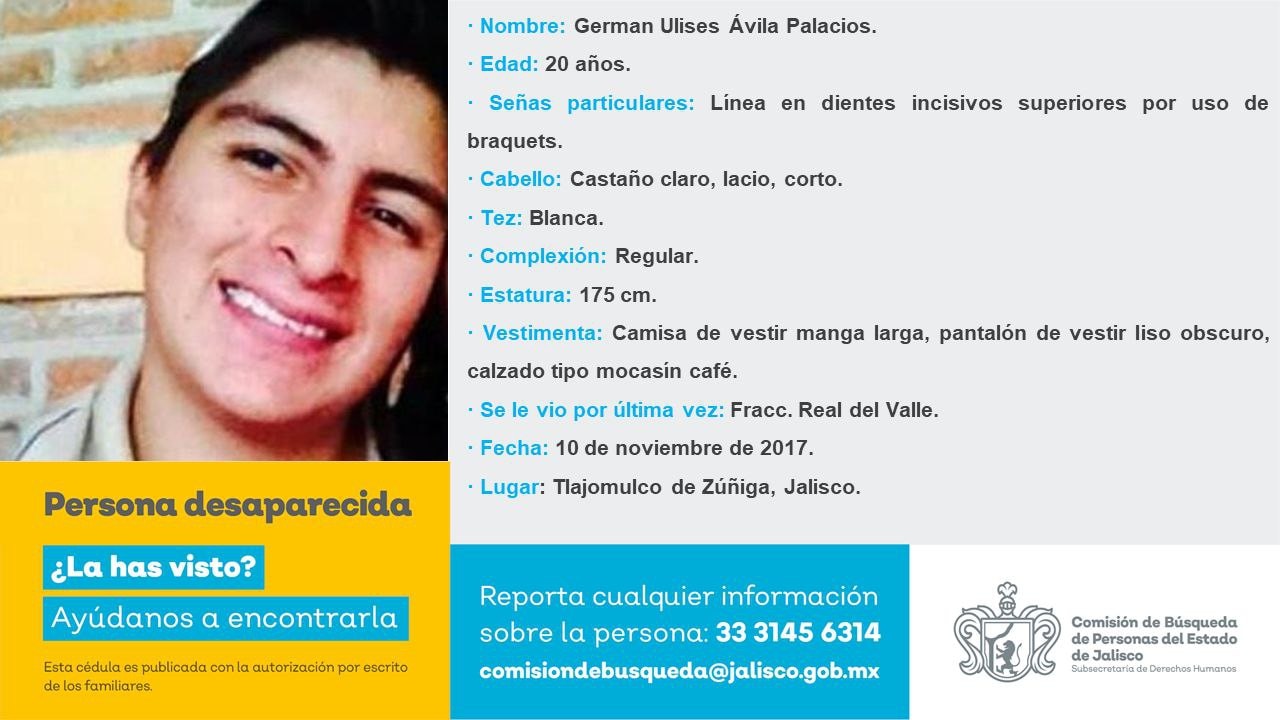 · Nombre: German Ulises Ávila Palacios.
· Edad: 20 años.
· Señas particulares: Línea en dientes incisivos superiores por uso de
braquets.
· Cabello: Castaño claro, lacio, corto.
· Tez: Blanca.
· Complexión: Regular.
· Estatura: 175 cm.
· Vestimenta: Camisa de vestir manga larga, pantalón de vestir liso obscuro,
calzado tipo mocasín café.
· Se le vio por última vez: Fracc. Real del Valle.
· Fecha: 10 de noviembre de 2017.
· Lugar: Tlajomulco de Zúñiga, Jalisco.
Persona desaparecida
¿La has visto?
Ayúdanos a encontrarla
Esta cédula es publicada con la autorización por escrito
de los familiares.
Reporta cualquier información
sobre la persona: 33 3145 6314
comisiondebusqueda@jalisco.gob.mx
Comisión de Búsqueda
de Personas del Estado
de Jalisco
Subsecretaría de Derechos Humanos